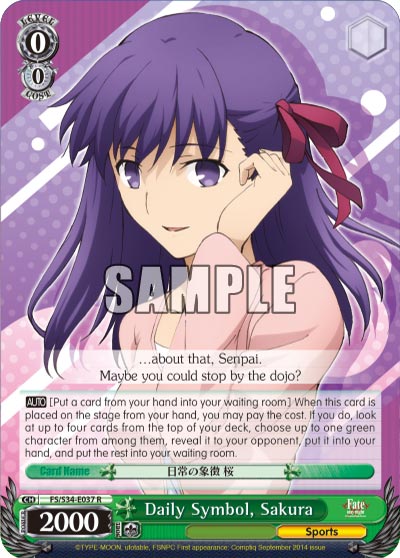 LEVEL
0
0
COST
SAMPLE
…about that, Senpai.
Maybe you could stop by the dojo?
AUTO [Put a card from your hand into your waiting room] When this card is
placed on the stage from your hand, you may pay the cost. If you do, look
at up to four cards from the top of your deck, choose up to one green
character from among them, reveal it to your opponent, put it into your
hand, and put the rest into your waiting room.
Card Name
日常の象徴 桜
CH FS/S34-E037 R
POWER
2000
Daily Symbol, Sakura
Fate
Sports
©TYPE-MOON, ufotable, FSNPC First appearance: Comptiq September 2014 issue